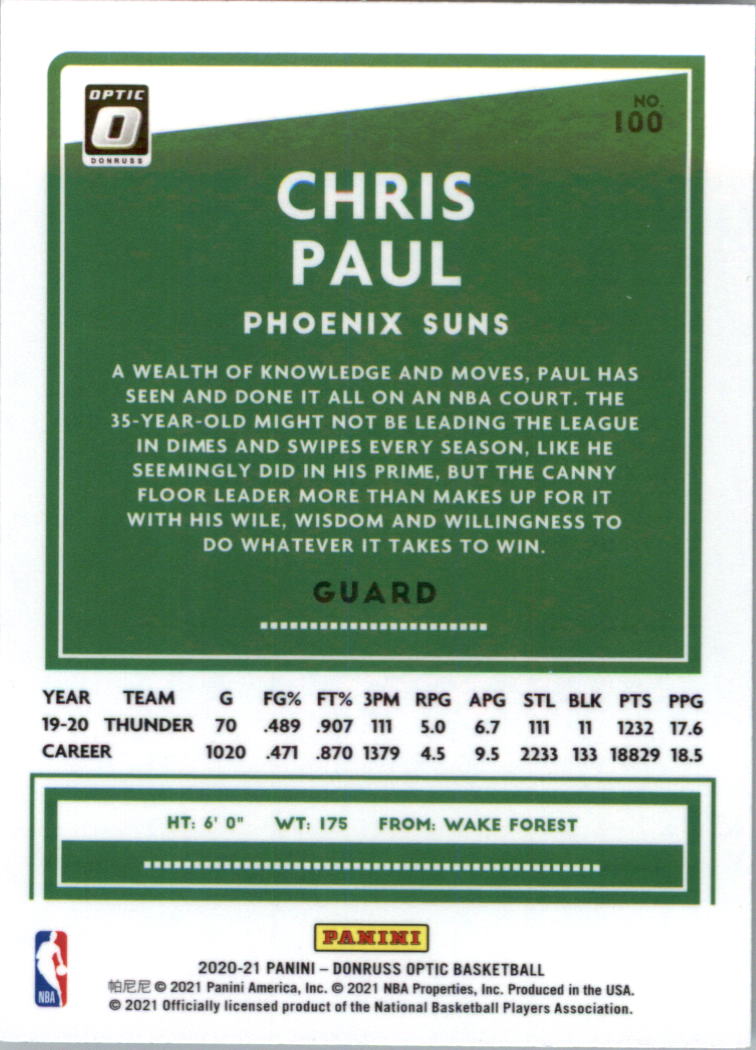 OPTIC
O
DONRUSS
NO.
100
CHRIS
PAUL
PHOENIX SUNS
A WEALTH OF KNOWLEDGE AND MOVES, PAUL HAS
SEEN AND DONE IT ALL ON AN NBA COURT. THE
35-YEAR-OLD MIGHT NOT BE LEADING THE LEAGUE
IN DIMES AND SWIPES EVERY SEASON, LIKE HE
SEEMINGLY DID IN HIS PRIME, BUT THE CANNY
FLOOR LEADER MORE THAN MAKES UP FOR IT
WITH HIS WILE, WISDOM AND WILLINGNESS TO
DO WHATEVER IT TAKES TO WIN.
GUARD
YEAR TEAM G FG% FT% 3PM RPG APG STL BLK PTS PPG
19-20 THUNDER 70 .489 .907 111 5.0 6.7 111 11 1232 17.6
CAREER 1020 .471 .870 1379 4.5 9.5 2233 133 18829 18.5
HT: 6' 0" WT: 175 FROM: WAKE FOREST
PANINI
NBA
2020-21 PANINI – DONRUSS OPTIC BASKETBALL
帕尼尼 © 2021 Panini America, Inc. © 2021 NBA Properties, Inc. Produced in the USA.
© 2021 Officially licensed product of the National Basketball Players Association.